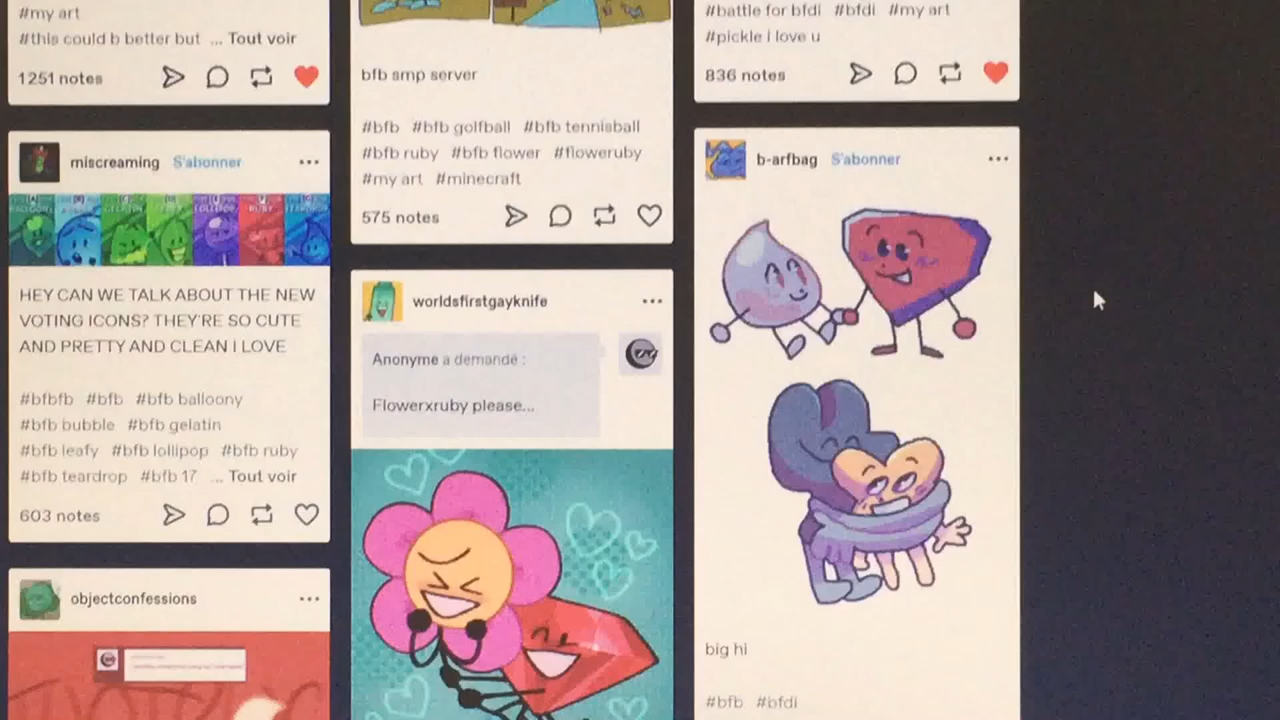 #my art
#this could b better but ... Tout voir
1251 notes
miscreaming S'abonner
HEY CAN WE TALK ABOUT THE NEW
VOTING ICONS? THEY'RE SO CUTE
AND PRETTY AND CLEAN I LOVE
#bfbfb #bfb #bfb balloony
#bfb bubble #bfb gelatin
#bfb leafy #bfb lollipop #bfb ruby
#bfb teardrop #bfb 17 ... Tout voir
603 notes
objectconfessions
bfb smp server
#bfb #bfb golfball #bfb tennisball
#bfb ruby #bfb flower #floweruby
#my art #minecraft
575 notes
worldsfirstgayknife
Anonyme a demandé :
Flowerxruby please...
#battle for bfdi #bfdi #my art
#pickle i love u
836 notes
b-arfbag S'abonner
big hi
#bfb #bfdi